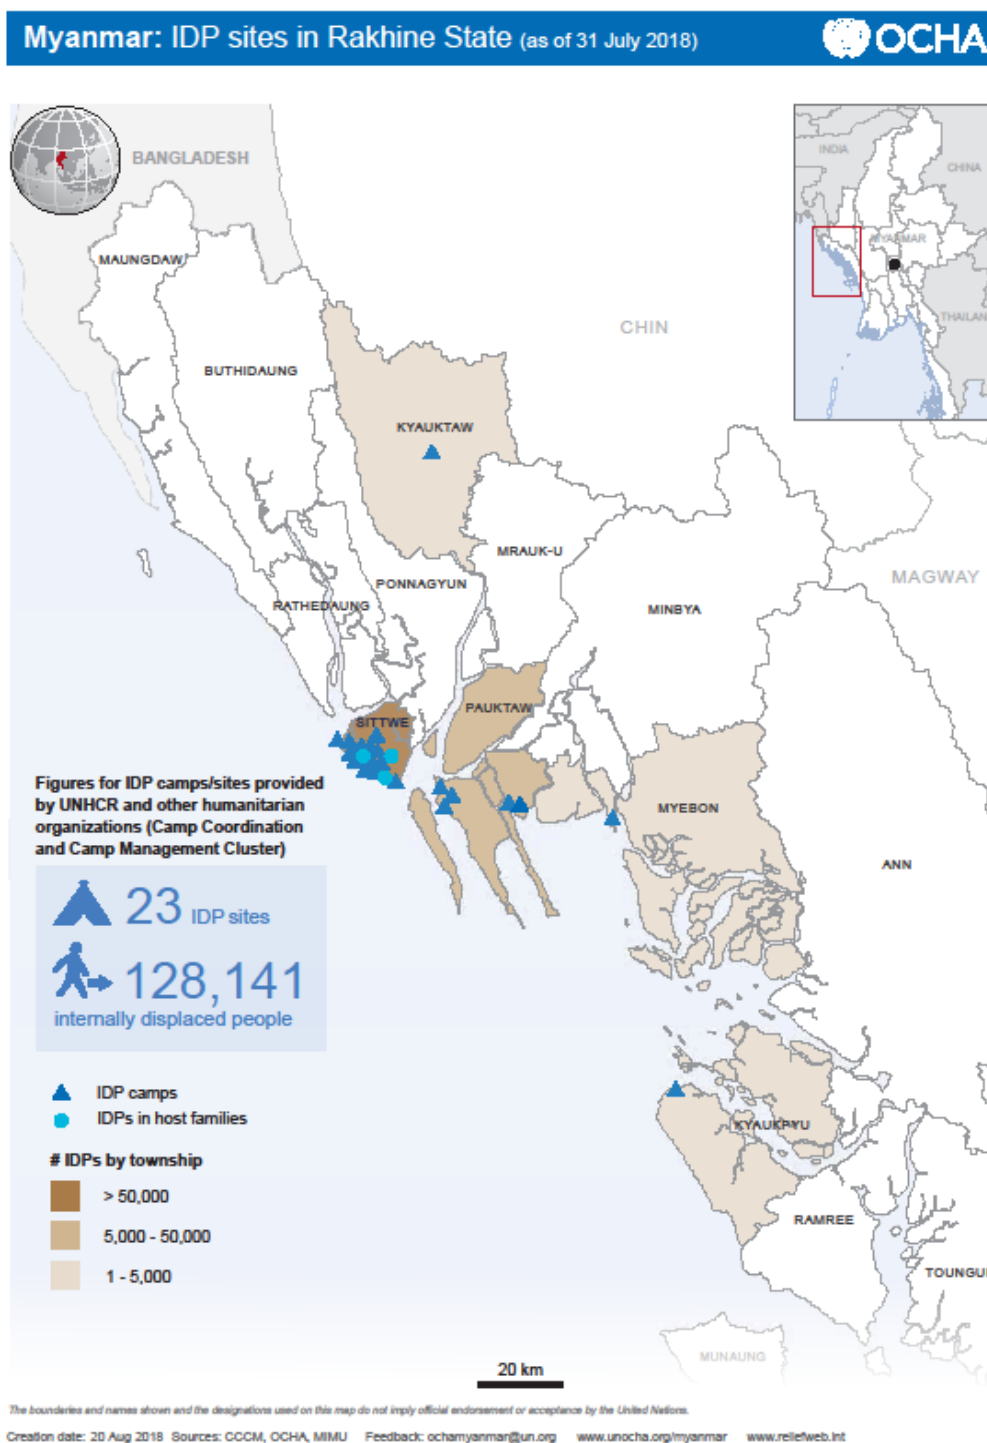 Myanmar: IDP sites in Rakhine State (as of 31 July 2018)
OCHA
BANGLADESH
INDIA
CHINA
MYANMAR
THAILAN
MAUNGDAW
CHIN
BUTHIDAUNG
KYAUKTAW
MRAUK-U
MAGWAY
PONNAGYUN
RATHEDAUNG
MINBYA
PAUKTAW
SITTWE
Figures for IDP camps/sites provided
by UNHCR and other humanitarian
organizations (Camp Coordination
and Camp Management Cluster)
MYEBON
ANN
23 IDP sites
128,141
internally displaced people
IDP camps
IDPs in host families
KYAUKPYU
# IDPs by township
> 50,000
5,000 - 50,000
1 - 5,000
RAMREE
TOUNGU
MUNAUNG
20 km
The boundaries and names shown and the designations used on this map do not imply official endorsement or acceptance by the United Nations.
Creation date: 20 Aug 2018 Sources: CCCM, OCHA, MIMU Feedback: ochamyanmar@un.org www.unocha.org/myanmar www.reliefweb.int